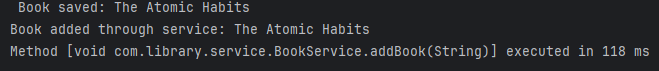 Book saved: The Atomic Habits
Book added through service: The Atomic Habits
Method [void com.library.service.BookService.addBook(String)] executed in 118 ms